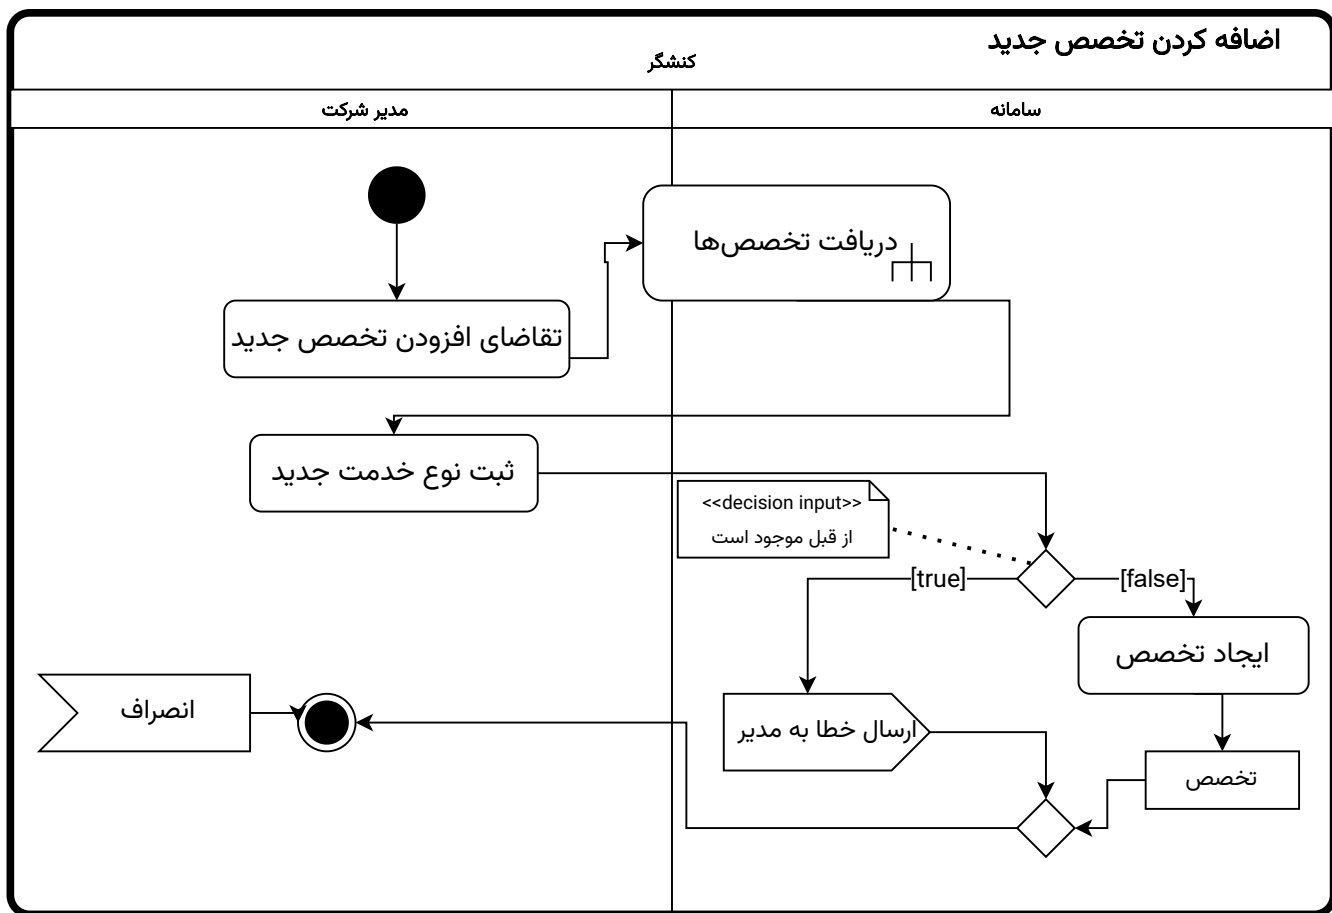 اضافه کردن تخصص جدید
کنشگر
سامانه
مدیر شرکت
دریافت تخصص‌ها
تقاضای افزودن تخصص جدید
ثبت نوع خدمت جدید
<<decision input>>
از قبل موجود است
[true]
[false]
ایجاد تخصص
انصراف
ارسال خطا به مدیر
تخصص